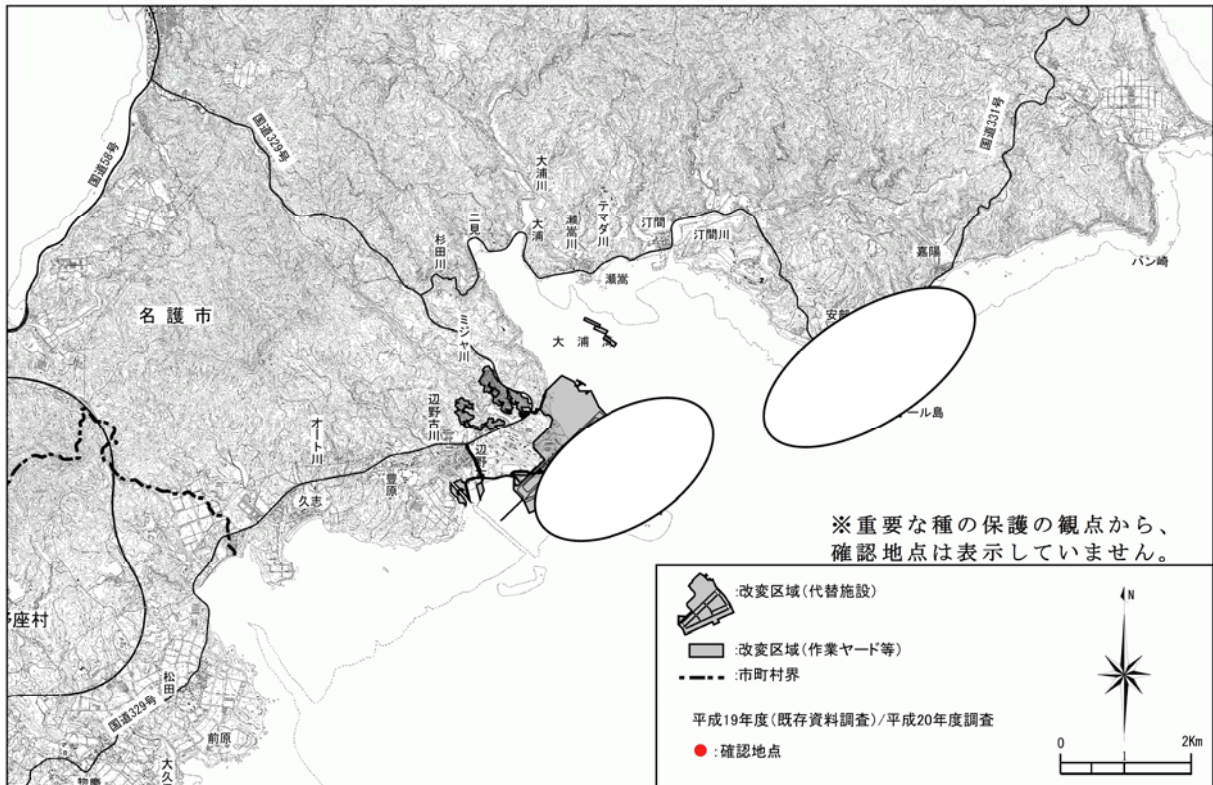 国道58号
国道329号
国道331号
大浦川
二見
大浦
瀬嵩川
テマダ川
汀間
汀間川
杉田川
瀬嵩
嘉陽
バン崎
安部
名護市
ミジャ川
大浦
辺野古川
辺野
ール島
オート川
久志
豊原
※重要な種の保護の観点から、
確認地点は表示していません。
:改変区域(代替施設)
:改変区域(作業ヤード等)
:市町村界
平成19年度(既存資料調査)/平成20年度調査
:確認地点
N
0 1 2Km
座村
松田
国道329号
前原
惣慶
大久